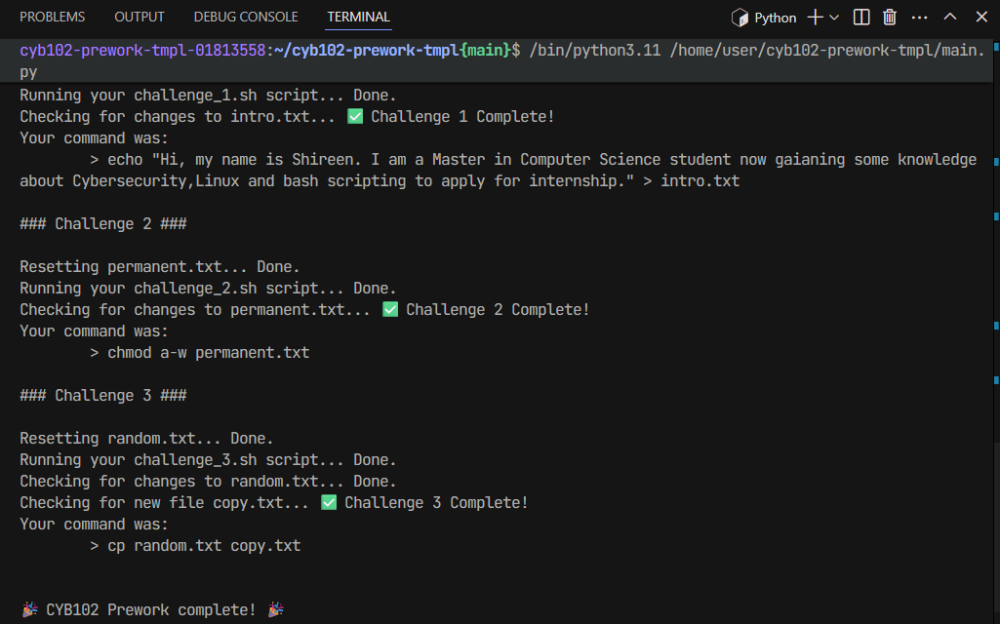 PROBLEMS OUTPUT DEBUG CONSOLE TERMINAL Python
cyb102-prework-tmpl-01813558:~/cyb102-prework-tmpl{main}$ /bin/python3.11 /home/user/cyb102-prework-tmpl/main.
py
Running your challenge_1.sh script... Done.
Checking for changes to intro.txt... ✅ Challenge 1 Complete!
Your command was:
> echo "Hi, my name is Shireen. I am a Master in Computer Science student now gaianing some knowledge
about Cybersecurity,Linux and bash scripting to apply for internship." > intro.txt
### Challenge 2 ###
Resetting permanent.txt... Done.
Running your challenge_2.sh script... Done.
Checking for changes to permanent.txt... ✅ Challenge 2 Complete!
Your command was:
> chmod a-w permanent.txt
### Challenge 3 ###
Resetting random.txt... Done.
Running your challenge_3.sh script... Done.
Checking for changes to random.txt... Done.
Checking for new file copy.txt... ✅ Challenge 3 Complete!
Your command was:
> cp random.txt copy.txt
🎉 CYB102 Prework complete! 🎉